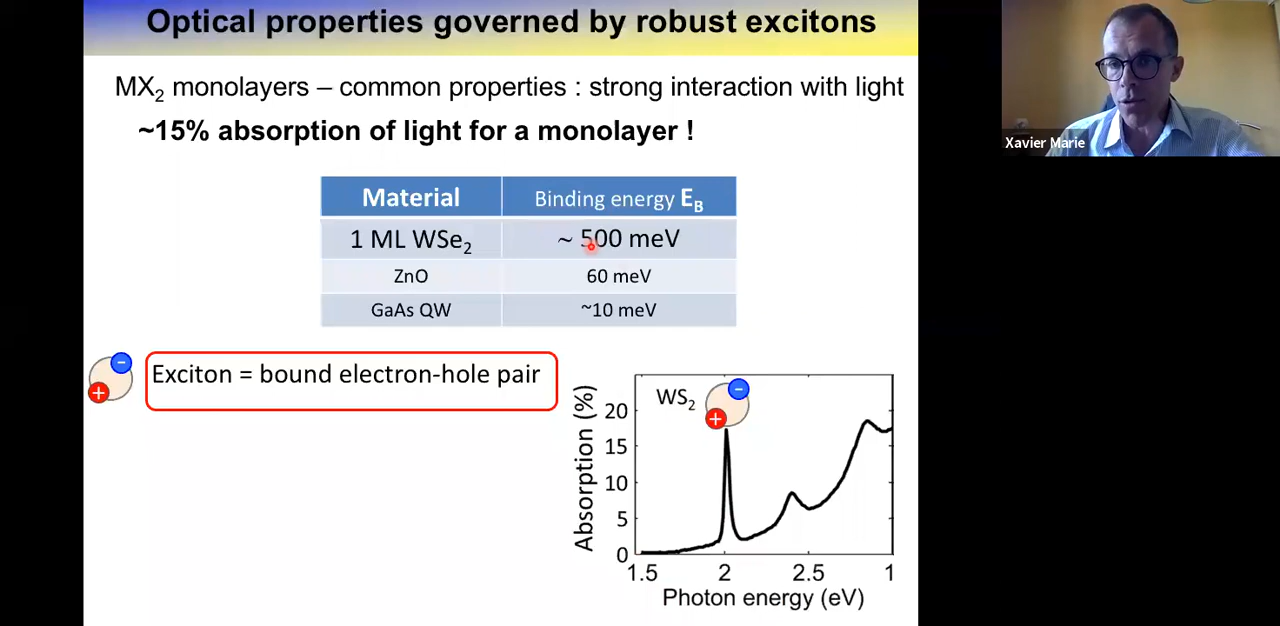 Optical properties governed by robust excitons
MX₂ monolayers – common properties : strong interaction with light
~15% absorption of light for a monolayer !
Xavier Marie
Material Binding energy E_B
1 ML WSe₂ ~ 500 meV
ZnO 60 meV
GaAs QW ~10 meV
Exciton = bound electron-hole pair
−
+
WS₂
−
+
Absorption (%)
20
15
10
5
0
1.5 2 2.5 1
Photon energy (eV)